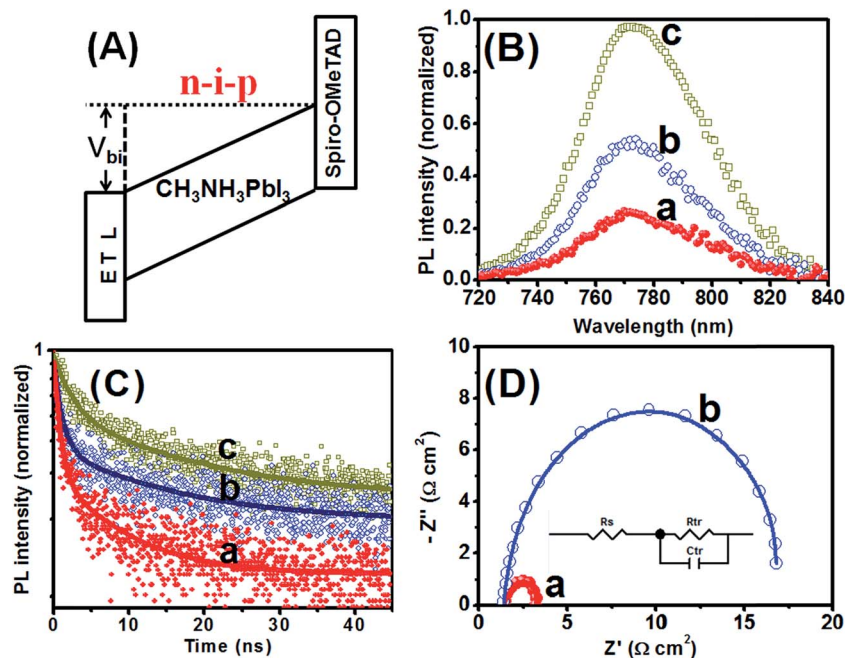 (A)
n-i-p
Vbi
CH3NH3PbI3
ET L
Spiro-OMeTAD
(B)
PL intensity (normalized)
1.0
0.8
0.6
0.4
0.2
0.0
c
b
a
720 740 760 780 800 820 840
Wavelength (nm)
(C)
PL intensity (normalized)
1
c
b
a
0 10 20 30 40
Time (ns)
(D)
-Z'' (Ω cm²)
10
8
6
4
2
0
b
Rs
Rtr
Ctr
a
0 5 10 15 20
Z' (Ω cm²)